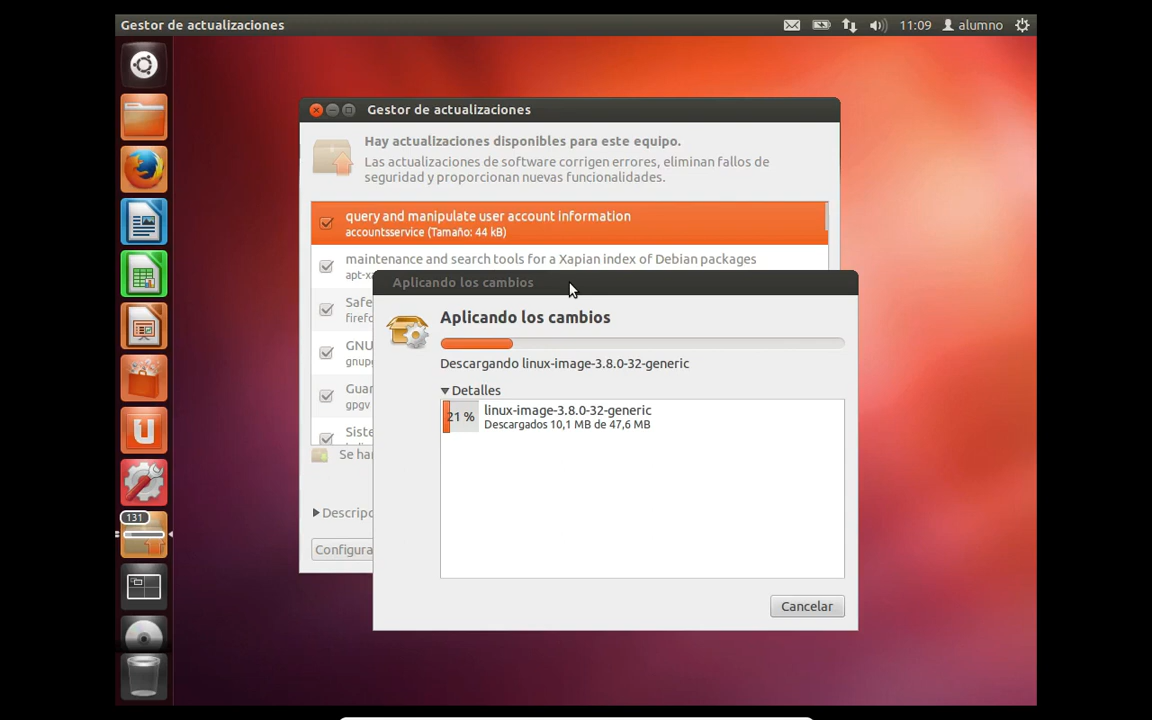 Gestor de actualizaciones
11:09 alumno
Gestor de actualizaciones
Hay actualizaciones disponibles para este equipo.
Las actualizaciones de software corrigen errores, eliminan fallos de
seguridad y proporcionan nuevas funcionalidades.
query and manipulate user account information
accountsservice (Tamaño: 44 kB)
maintenance and search tools for a Xapian index of Debian packages
Safe
firef
GNU
gnup
Guar
gpgv
Siste
Se har
Descripc
Configura
Aplicando los cambios
Aplicando los cambios
Descargando linux-image-3.8.0-32-generic
Detalles
21 %
linux-image-3.8.0-32-generic
Descargados 10,1 MB de 47,6 MB
Cancelar
131